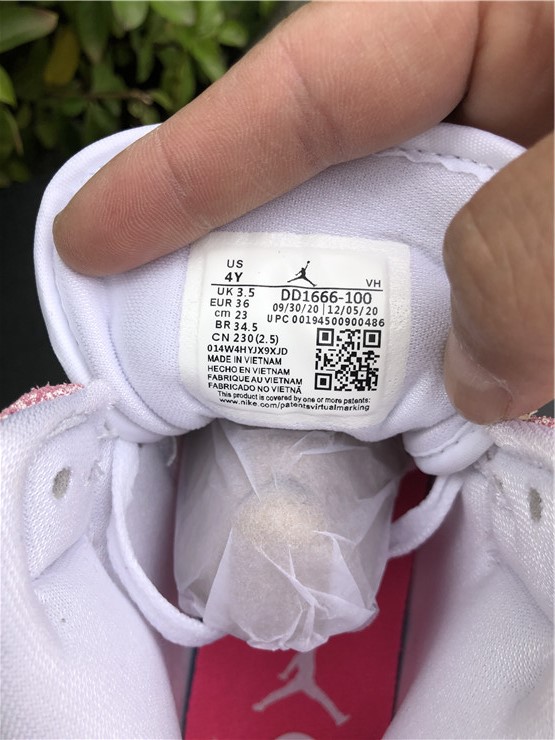 US
4Y
VH
UK 3.5
EUR 36
cm 23
BR 34.5
CN 230 (2.5)
DD1666-100
09/30/20 | 12/05/20
UPC 00194500900486
014W4HYJX9XJD
MADE IN VIETNAM
HECHO EN VIETNAM
FABRIQUE AU VIETNAM
FABRICADO NO VIETNÃ
This product is covered by one or more patents:
www.nike.com/patentsvirtualmarking